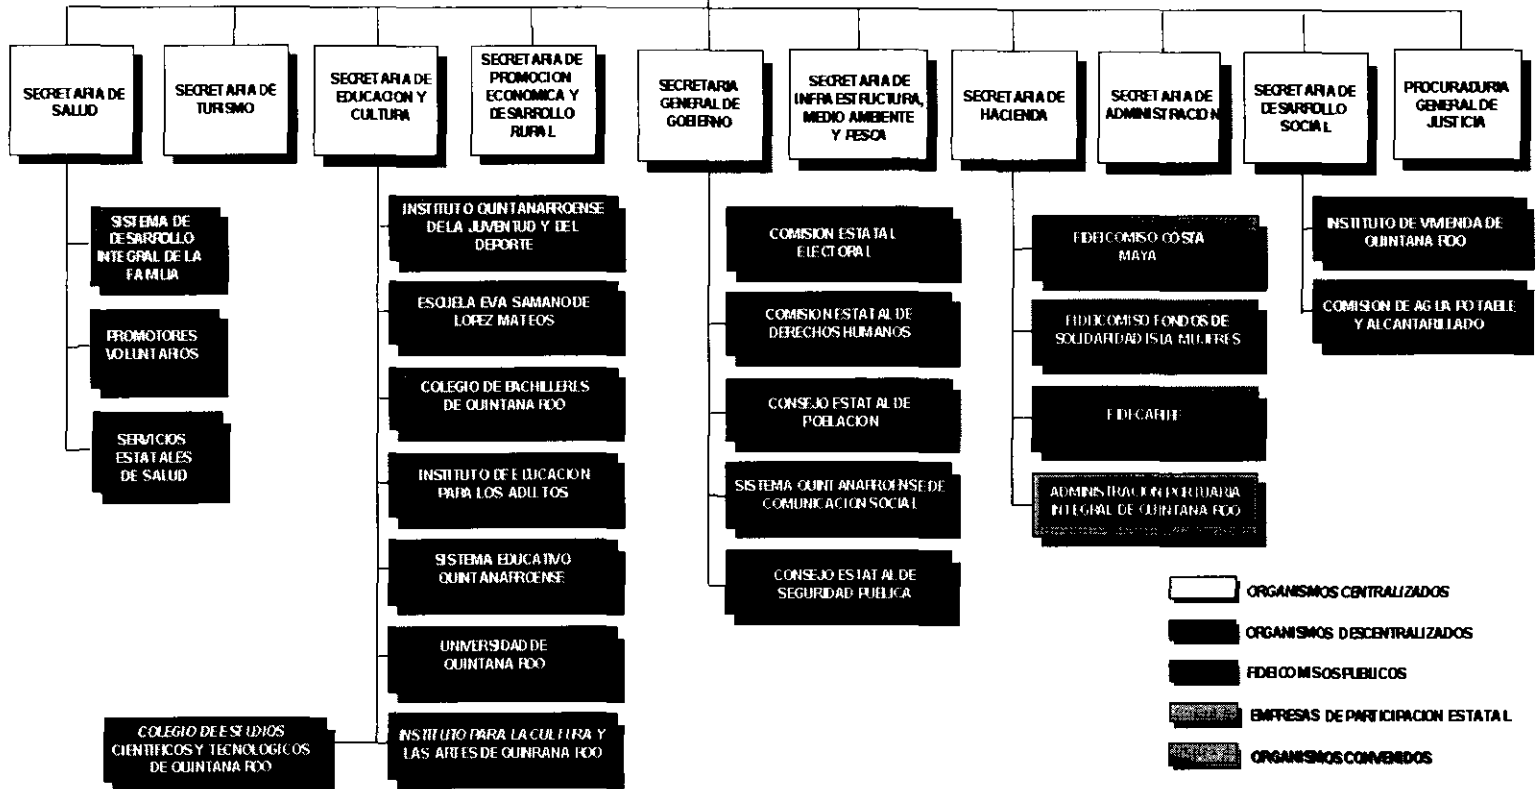 SECRETARIA DE
SALUD
SECRETARIA DE
TURISMO
SECRETARIA DE
EDUCACION Y
CULTURA
SECRETARIA DE
PROMOCION
ECONOMICA Y
DESARROLLO
RURAL
SECRETARIA
GENERAL DE
GOBIERNO
SECRETARIA DE
INFRAESTRUCTURA,
MEDIO AMBIENTE
Y PESCA
SECRETARIA DE
HACIENDA
SECRETARIA DE
ADMINISTRACION
SECRETARIA DE
DESARROLLO
SOCIAL
PROCURADURIA
GENERAL DE
JUSTICIA
SISTEMA DE
DESARROLLO
INTEGRAL DE LA
FAMILIA
PROMOTORES
VOLUNTARIOS
SERVICIOS
ESTATALES
DE SALUD
INSTITUTO QUINTANARROENSE
DE LA JUVENTUD Y DEL
DEPORTE
ESCUELA EVA SAMANO DE
LOPEZ MATEOS
COLEGIO DE BACHILLERES
DE QUINTANA ROO
INSTITUTO DE EDUCACION
PARA LOS ADULTOS
SISTEMA EDUCATIVO
QUINTANARROENSE
UNIVERSIDAD DE
QUINTANA ROO
INSTITUTO PARA LA CULTURA Y
LAS ARTES DE QUINRANA ROO
COLEGIO DE ESTUDIOS
CIENTIFICOS Y TECNOLOGICOS
DE QUINTANA ROO
COMISION ESTATAL
ELECTORAL
COMISION ESTATAL DE
DERECHOS HUMANOS
CONSEJO ESTATAL DE
POBLACION
SISTEMA QUINTANARROENSE DE
COMUNICACION SOCIAL
CONSEJO ESTATAL DE
SEGURIDAD PUBLICA
FIDEICOMISO COSTA
MAYA
FIDEICOMISO FONDOS DE
SOLIDARIDAD ISLA MUJERES
FIDECARIBE
ADMINISTRACION PORTUARIA
INTEGRAL DE QUINTANA ROO
INSTITUTO DE VIVIENDA DE
QUINTANA ROO
COMISION DE AGUA POTABLE
Y ALCANTARILLADO
ORGANISMOS CENTRALIZADOS
ORGANISMOS DESCENTRALIZADOS
FIDEICOMISOS PUBLICOS
EMPRESAS DE PARTICIPACION ESTATAL
ORGANISMOS CONVENIDOS